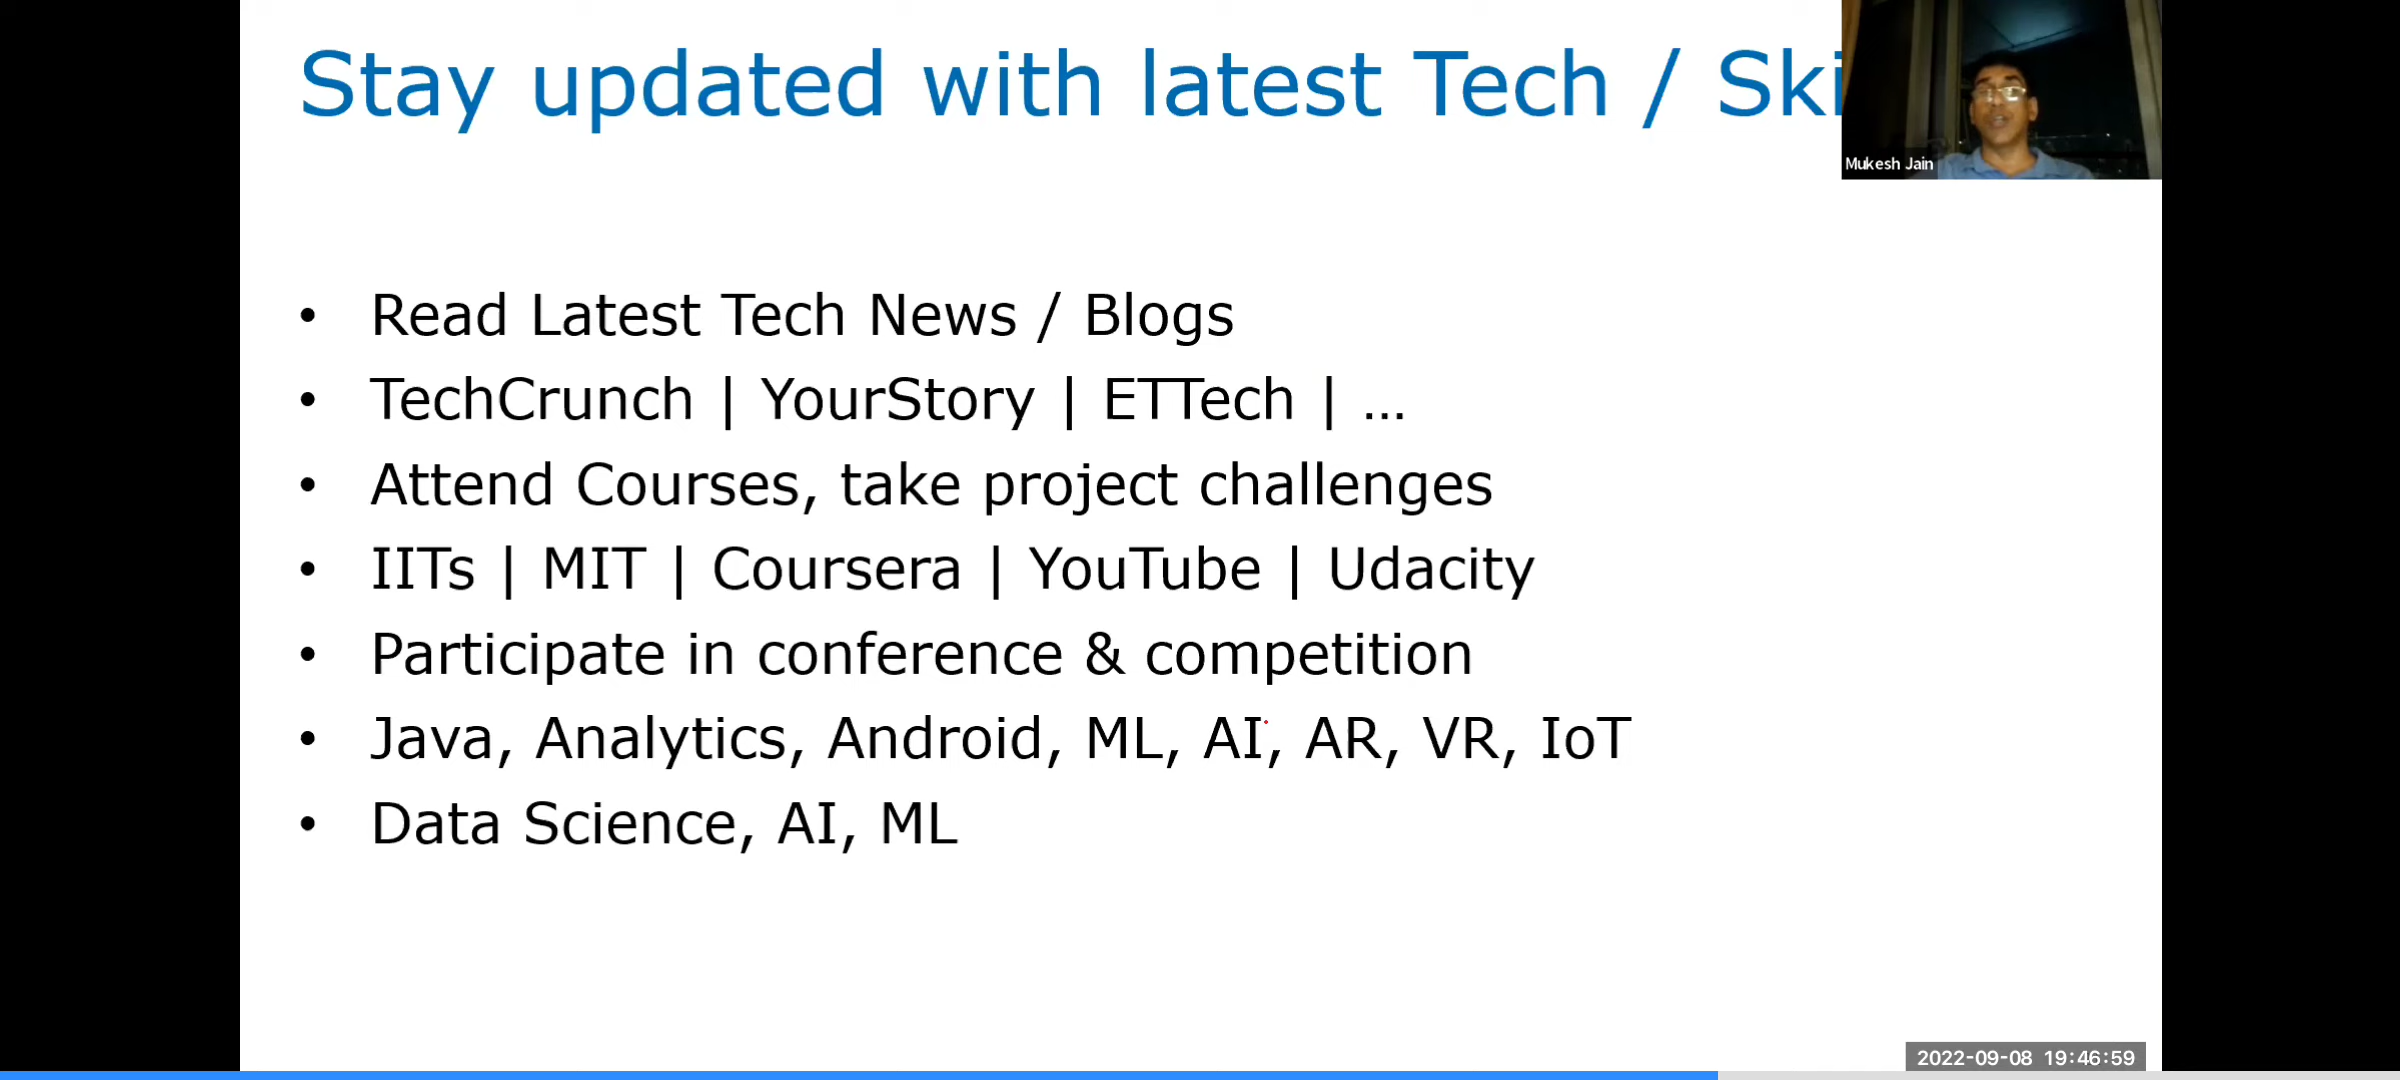 Stay updated with latest Tech / Ski
Mukesh Jain
• Read Latest Tech News / Blogs
• TechCrunch | YourStory | ETTech | ...
• Attend Courses, take project challenges
• IITs | MIT | Coursera | YouTube | Udacity
• Participate in conference & competition
• Java, Analytics, Android, ML, AI, AR, VR, IoT
• Data Science, AI, ML
2022-09-08 19:46:59